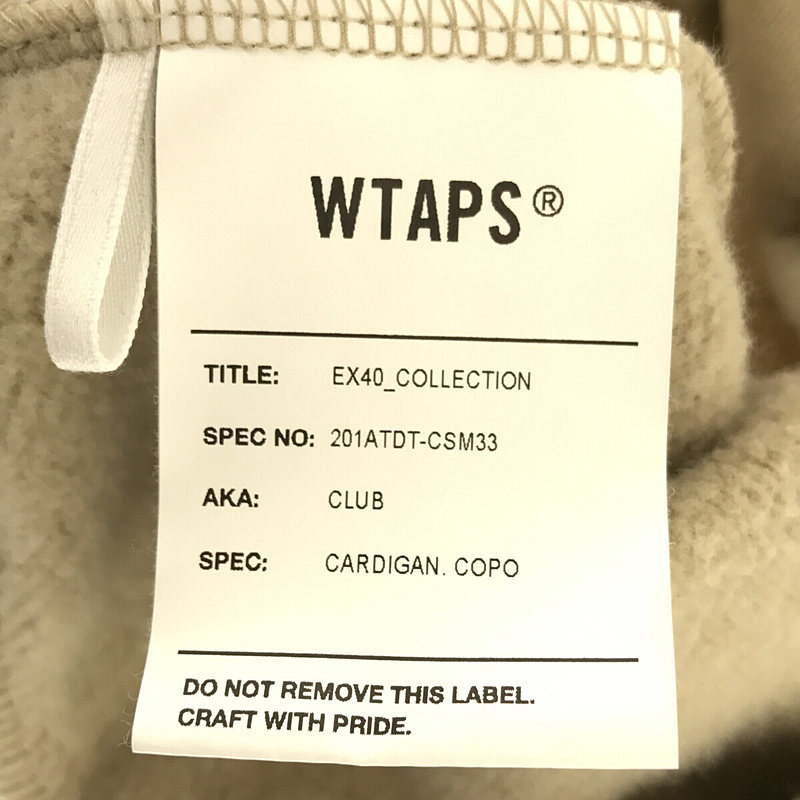 WTAPS®
TITLE: EX40_COLLECTION
SPEC NO: 201ATDT-CSM33
AKA: CLUB
SPEC: CARDIGAN. COPO
DO NOT REMOVE THIS LABEL.
CRAFT WITH PRIDE.